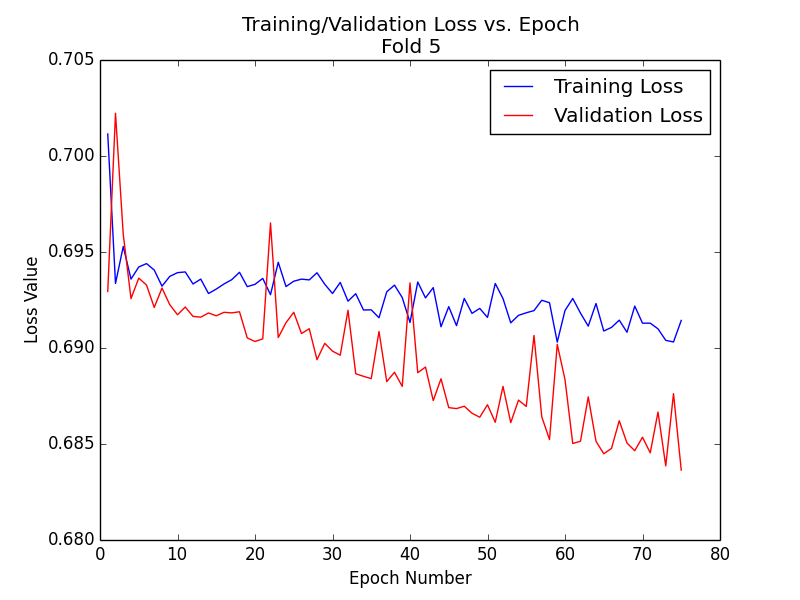 Training/Validation Loss vs. Epoch
Fold 5
Training Loss
Validation Loss
0.705
0.700
0.695
0.690
0.685
0.680
Loss Value
0 10 20 30 40 50 60 70 80
Epoch Number